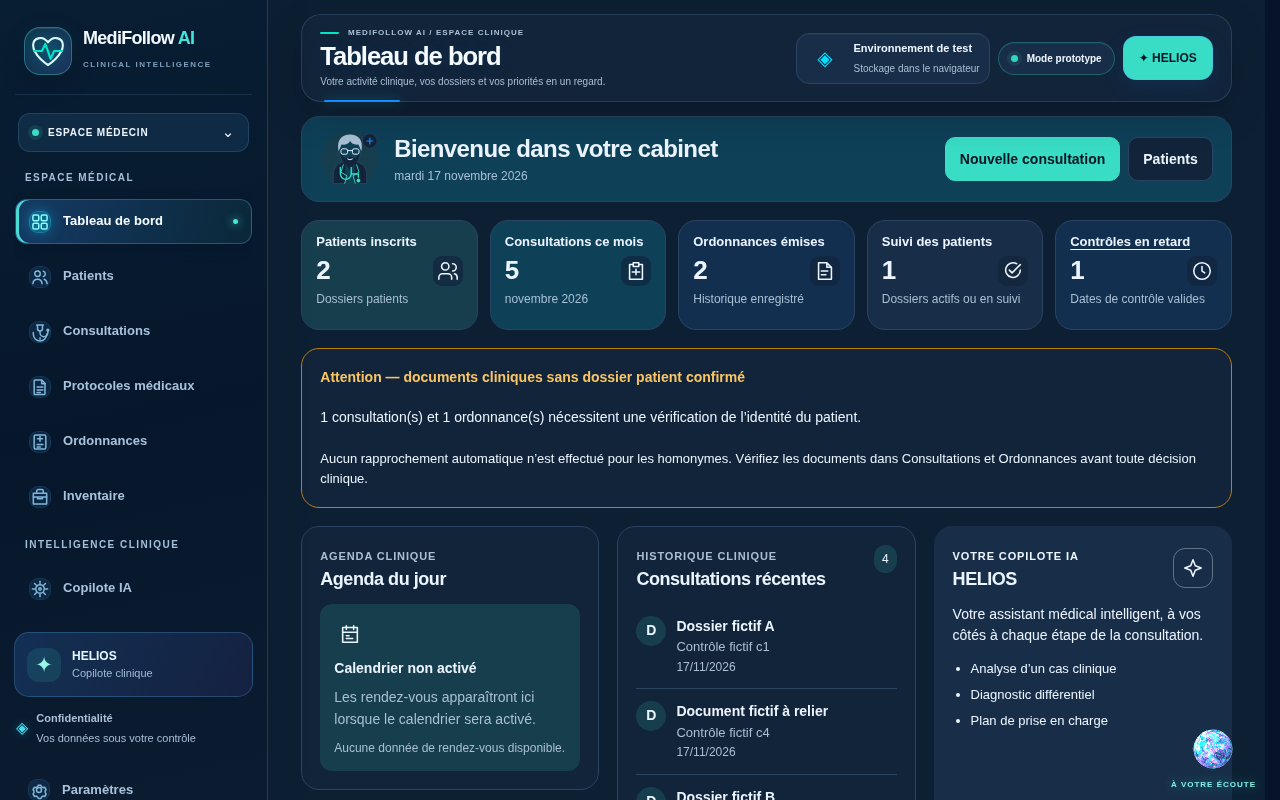 MediFollow AI
CLINICAL INTELLIGENCE
ESPACE MÉDECIN
ESPACE MÉDICAL
Tableau de bord
Patients
Consultations
Protocoles médicaux
Ordonnances
Inventaire
INTELLIGENCE CLINIQUE
Copilote IA
HELIOS
Copilote clinique
Confidentialité
Vos données sous votre contrôle
Paramètres
MEDIFOLLOW AI / ESPACE CLINIQUE
Tableau de bord
Votre activité clinique, vos dossiers et vos priorités en un regard.
Environnement de test
Stockage dans le navigateur
Mode prototype
✦ HELIOS
Bienvenue dans votre cabinet
mardi 17 novembre 2026
Nouvelle consultation
Patients
Patients inscrits
2
Dossiers patients
Consultations ce mois
5
novembre 2026
Ordonnances émises
2
Historique enregistré
Suivi des patients
1
Dossiers actifs ou en suivi
Contrôles en retard
1
Dates de contrôle valides
Attention — documents cliniques sans dossier patient confirmé
1 consultation(s) et 1 ordonnance(s) nécessitent une vérification de l’identité du patient.
Aucun rapprochement automatique n’est effectué pour les homonymes. Vérifiez les documents dans Consultations et Ordonnances avant toute décision
clinique.
AGENDA CLINIQUE
Agenda du jour
Calendrier non activé
Les rendez-vous apparaîtront ici
lorsque le calendrier sera activé.
Aucune donnée de rendez-vous disponible.
HISTORIQUE CLINIQUE
4
Consultations récentes
D
Dossier fictif A
Contrôle fictif c1
17/11/2026
D
Document fictif à relier
Contrôle fictif c4
17/11/2026
D
Dossier fictif B
VOTRE COPILOTE IA
HELIOS
Votre assistant médical intelligent, à vos
côtés à chaque étape de la consultation.
• Analyse d’un cas clinique
• Diagnostic différentiel
• Plan de prise en charge
À VOTRE ÉCOUTE